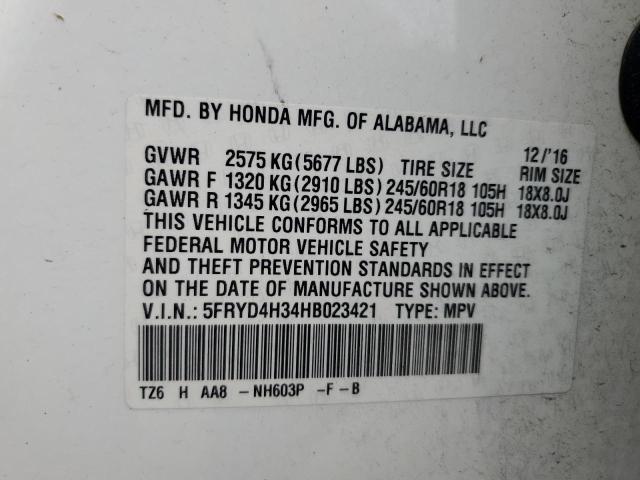 MFD. BY HONDA MFG. OF ALABAMA, LLC
12/'16
GVWR 2575 KG(5677 LBS) TIRE SIZE RIM SIZE
GAWR F 1320 KG(2910 LBS) 245/60R18 105H 18X8.0J
GAWR R 1345 KG(2965 LBS) 245/60R18 105H 18X8.0J
THIS VEHICLE CONFORMS TO ALL APPLICABLE
FEDERAL MOTOR VEHICLE SAFETY
AND THEFT PREVENTION STANDARDS IN EFFECT
ON THE DATE OF MANUFACTURE SHOWN ABOVE.
V.I.N.: 5FRYD4H34HB023421 TYPE: MPV
TZ6 H AA8 -NH603P -F-B